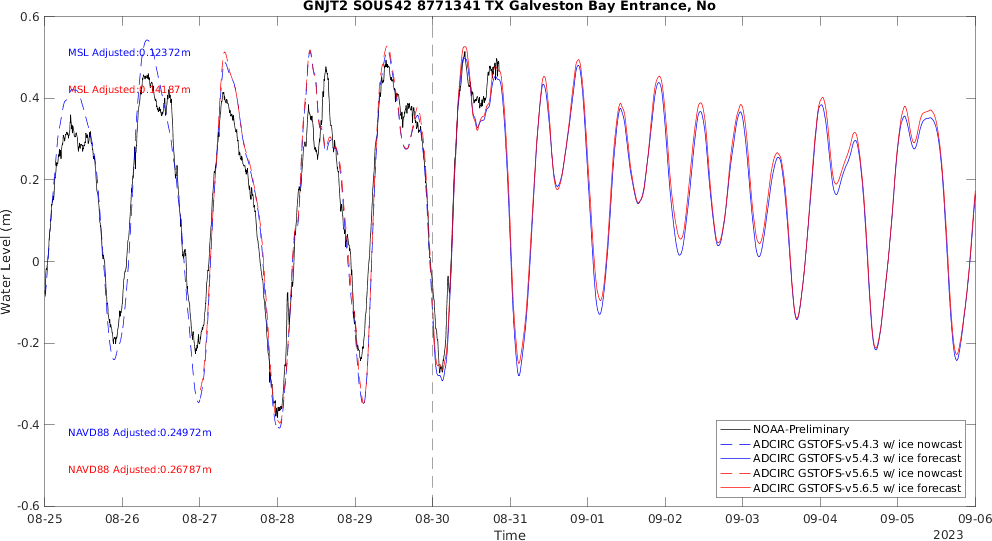 GNJT2 SOUS42 8771341 TX Galveston Bay Entrance, No
MSL Adjusted:0.12372m
MSL Adjusted:0.14187m
NAVD88 Adjusted:0.24972m
NAVD88 Adjusted:0.26787m
Water Level (m)
0.6
0.4
0.2
0
-0.2
-0.4
-0.6
NOAA-Preliminary
ADCIRC GSTOFS-v5.4.3 w/ ice nowcast
ADCIRC GSTOFS-v5.4.3 w/ ice forecast
ADCIRC GSTOFS-v5.6.5 w/ ice nowcast
ADCIRC GSTOFS-v5.6.5 w/ ice forecast
08-25 08-26 08-27 08-28 08-29 08-30 08-31 09-01 09-02 09-03 09-04 09-05 09-06
Time
2023